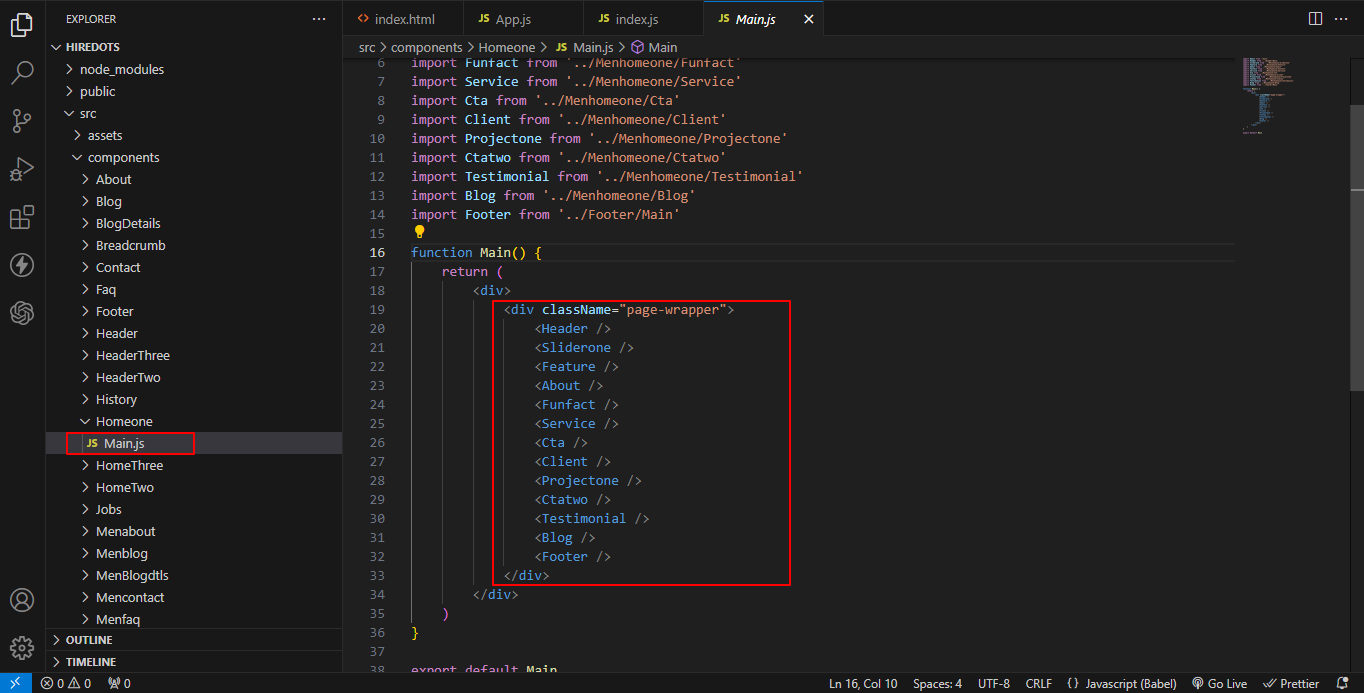 EXPLORER
HIREDOTS
node_modules
public
src
assets
components
About
Blog
BlogDetails
Breadcrumb
Contact
Faq
Footer
Header
HeaderThree
HeaderTwo
History
Homeone
JS Main.js
HomeThree
HomeTwo
Jobs
Menabout
Menblog
MenBlogdtls
Mencontact
Menfaq
OUTLINE
TIMELINE
<> index.html JS App.js JS index.js JS Main.js
src > components > Homeone > JS Main.js > Main
6 import Funfact from '../Menhomeone/Funfact'
7 import Service from '../Menhomeone/Service'
8 import Cta from '../Menhomeone/Cta'
9 import Client from '../Menhomeone/Client'
10 import Projectone from '../Menhomeone/Projectone'
11 import Ctatwo from '../Menhomeone/Ctatwo'
12 import Testimonial from '../Menhomeone/Testimonial'
13 import Blog from '../Menhomeone/Blog'
14 import Footer from '../Footer/Main'
15
16 function Main() {
17 return (
18 <div>
19 <div className="page-wrapper">
20 <Header />
21 <Sliderone />
22 <Feature />
23 <About />
24 <Funfact />
25 <Service />
26 <Cta />
27 <Client />
28 <Projectone />
29 <Ctatwo />
30 <Testimonial />
31 <Blog />
32 <Footer />
33 </div>
34 </div>
35 )
36 }
37
38 export default Main
0 0 0 Ln 16, Col 10 Spaces: 4 UTF-8 CRLF {} Javascript (Babel) Go Live Prettier